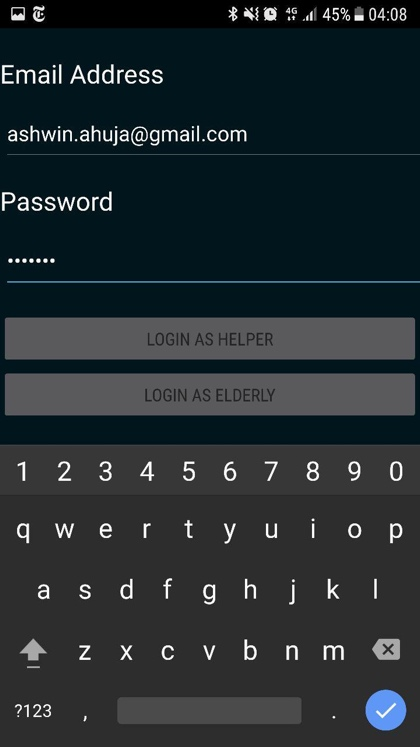 4G 45% 04:08
Email Address
ashwin.ahuja@gmail.com
Password
•••••••
LOGIN AS HELPER
LOGIN AS ELDERLY
1 2 3 4 5 6 7 8 9 0
q w e r t y u i o p
a s d f g h j k l
z x c v b n m
?123 , .